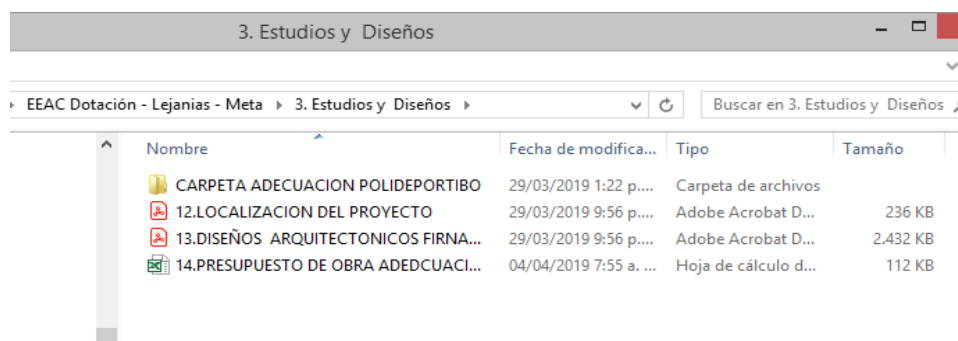 3. Estudios y  Diseños
EEAC Dotación - Lejanias - Meta ▸ 3. Estudios y  Diseños ▸ Buscar en 3. Estudios y  Diseños
Nombre Fecha de modifica... Tipo Tamaño
CARPETA ADECUACION POLIDEPORTIBO 29/03/2019 1:22 p.... Carpeta de archivos
12.LOCALIZACION DEL PROYECTO 29/03/2019 9:56 p.... Adobe Acrobat D... 236 KB
13.DISEÑOS  ARQUITECTONICOS FIRNA... 29/03/2019 9:56 p.... Adobe Acrobat D... 2.432 KB
14.PRESUPUESTO DE OBRA ADEDCUACI... 04/04/2019 7:55 a. ... Hoja de cálculo d... 112 KB